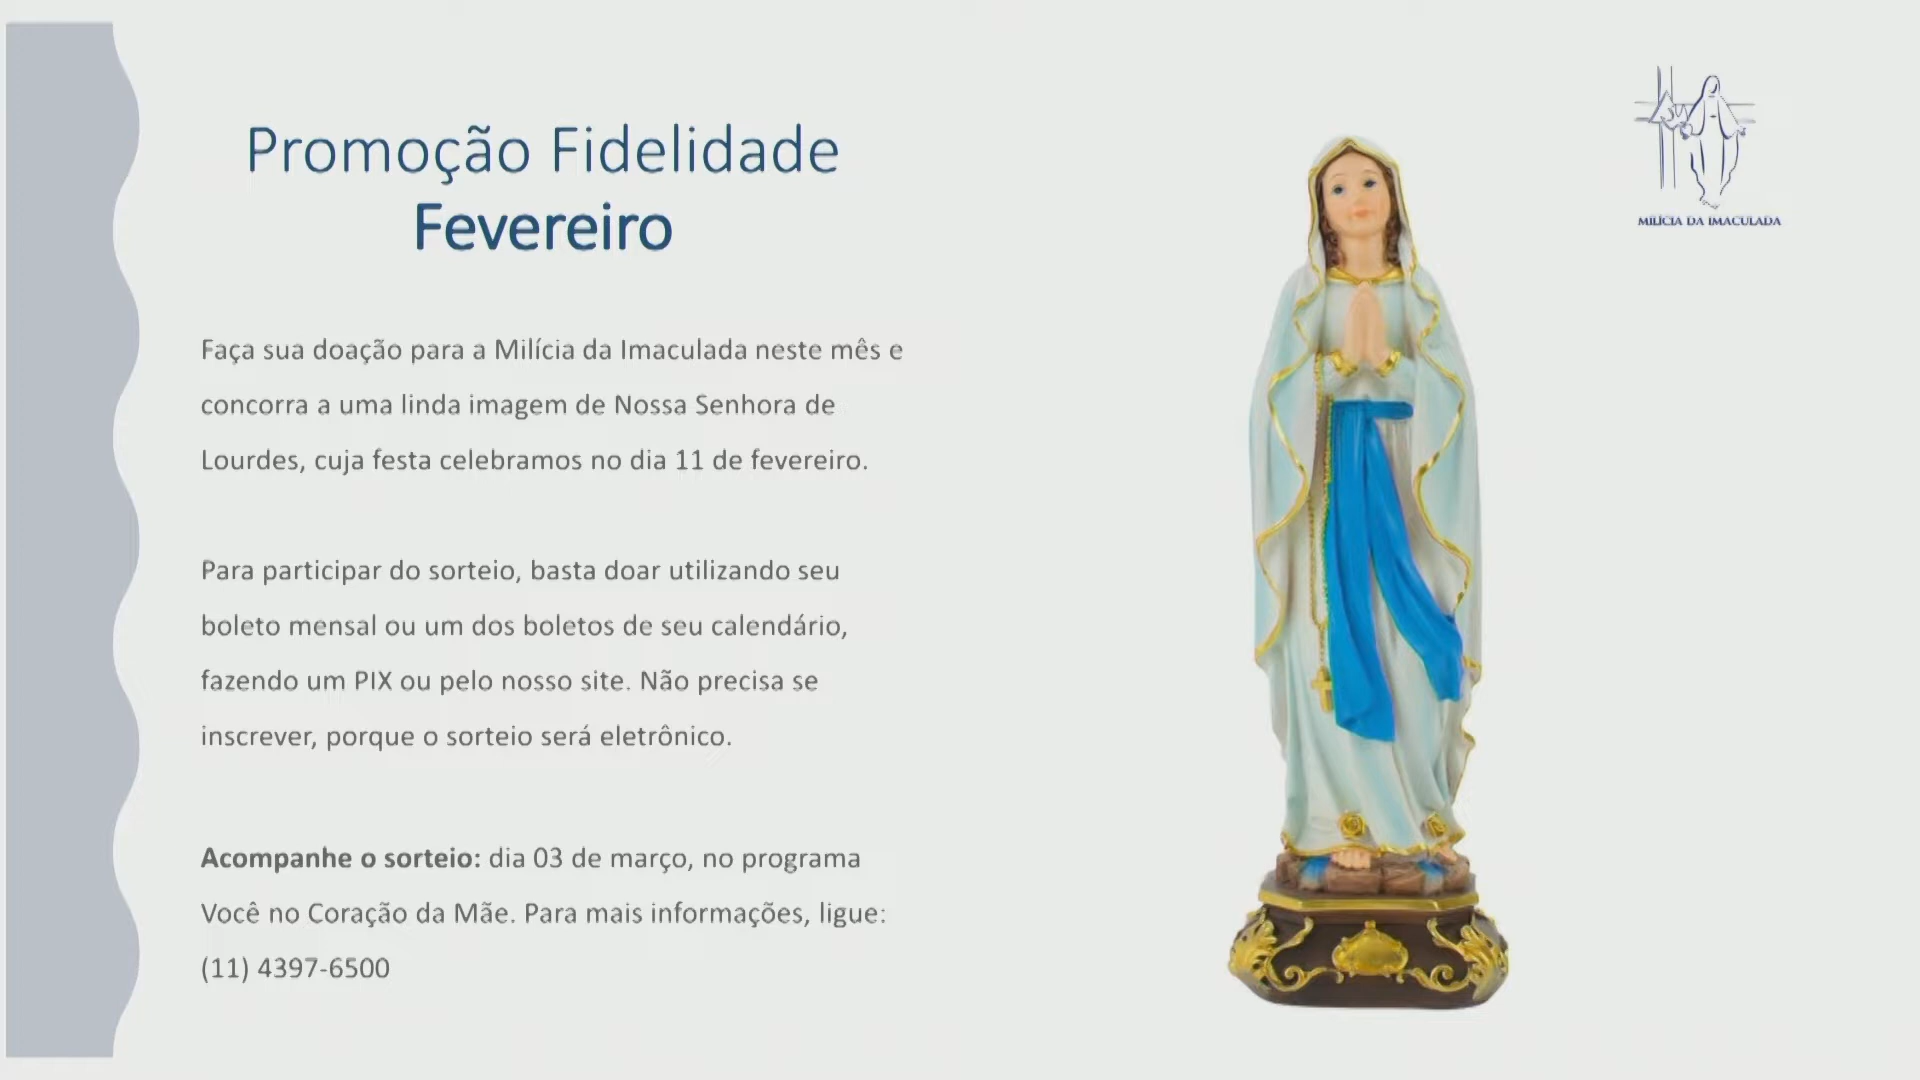 Promoção Fidelidade
Fevereiro
MILÍCIA DA IMACULADA
Faça sua doação para a Milícia da Imaculada neste mês e
concorra a uma linda imagem de Nossa Senhora de
Lourdes, cuja festa celebramos no dia 11 de fevereiro.
Para participar do sorteio, basta doar utilizando seu
boleto mensal ou um dos boletos de seu calendário,
fazendo um PIX ou pelo nosso site. Não precisa se
inscrever, porque o sorteio será eletrônico.
Acompanhe o sorteio: dia 03 de março, no programa
Você no Coração da Mãe. Para mais informações, ligue:
(11) 4397-6500